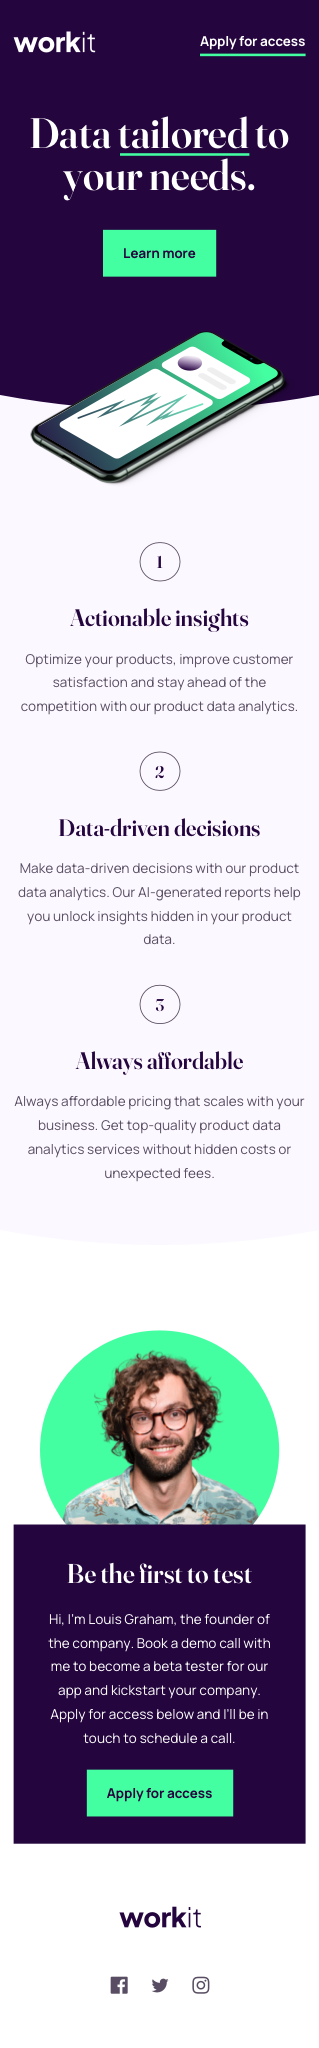 workit
Apply for access
Data tailored to
your needs.
Learn more
1
Actionable insights
Optimize your products, improve customer
satisfaction and stay ahead of the
competition with our product data analytics.
2
Data-driven decisions
Make data-driven decisions with our product
data analytics. Our AI-generated reports help
you unlock insights hidden in your product
data.
3
Always affordable
Always affordable pricing that scales with your
business. Get top-quality product data
analytics services without hidden costs or
unexpected fees.
Be the first to test
Hi, I'm Louis Graham, the founder of
the company. Book a demo call with
me to become a beta tester for our
app and kickstart your company.
Apply for access below and I'll be in
touch to schedule a call.
Apply for access
workit